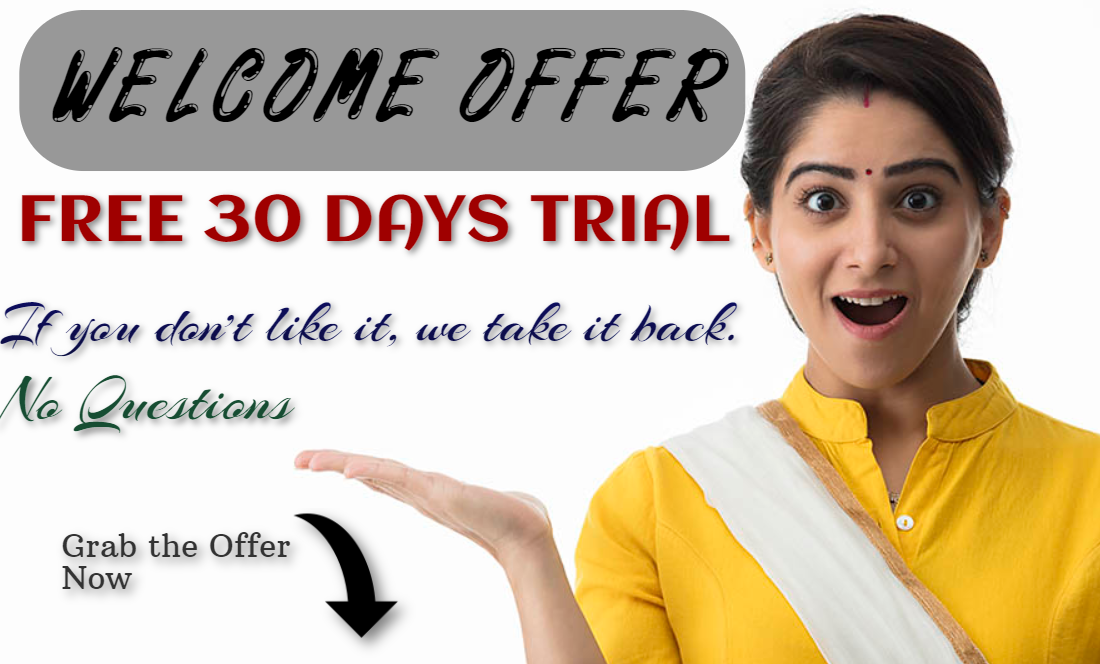 WELCOME OFFER
FREE 30 DAYS TRIAL
If you don't like it, we take it back.
No Questions
Grab the Offer
Now